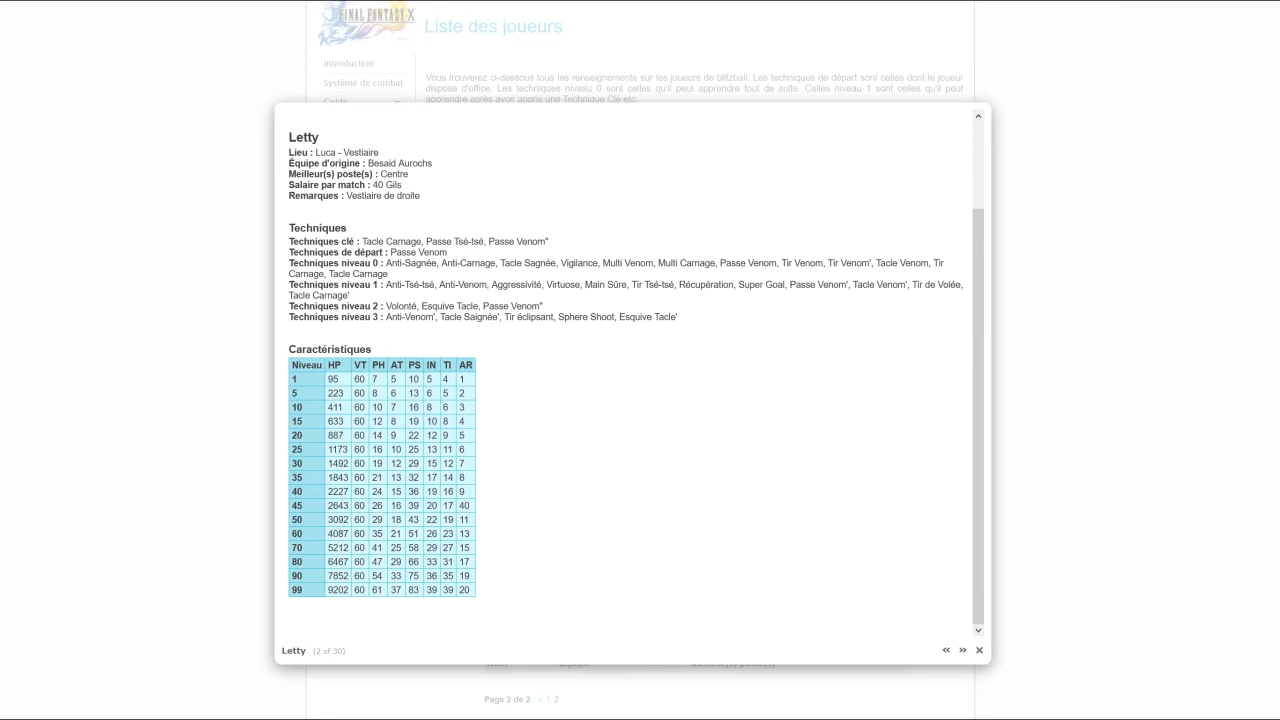 FINAL FANTASY X
Liste des joueurs
Introduction
Système de combat
Guide
Vous trouverez ci-dessous tous les renseignements sur les joueurs de blitzball. Les techniques de départ sont celles dont le joueur
dispose d'office. Les techniques niveau 0 sont celles qu'il peut apprendre tout de suite. Celles niveau 1 sont celles qu'il peut
apprendre après avoir appris une Technique Clé etc.
Letty
Lieu : Luca - Vestiaire
Équipe d'origine : Besaid Aurochs
Meilleur(s) poste(s) : Centre
Salaire par match : 40 Gils
Remarques : Vestiaire de droite
Techniques
Techniques clé : Tacle Carnage, Passe Tsé-tsé, Passe Venom"
Techniques de départ : Passe Venom
Techniques niveau 0 : Anti-Sagnée, Anti-Carnage, Tacle Sagnée, Vigilance, Multi Venom, Multi Carnage, Passe Venom, Tir Venom, Tir Venom', Tacle Venom, Tir
Carnage, Tacle Carnage
Techniques niveau 1 : Anti-Tsé-tsé, Anti-Venom, Aggressivité, Virtuose, Main Sûre, Tir Tsé-tsé, Récupération, Super Goal, Passe Venom', Tacle Venom', Tir de Volée,
Tacle Carnage'
Techniques niveau 2 : Volonté, Esquive Tacle, Passe Venom"
Techniques niveau 3 : Anti-Venom', Tacle Saignée', Tir éclipsant, Sphere Shoot, Esquive Tacle'
Caractéristiques
Niveau HP VT PH AT PS IN TI AR
1 95 60 7 5 10 5 4 1
5 223 60 8 6 13 6 5 2
10 411 60 10 7 16 8 6 3
15 633 60 12 8 19 10 8 4
20 887 60 14 9 22 12 9 5
25 1173 60 16 10 25 13 11 6
30 1492 60 19 12 29 15 12 7
35 1843 60 21 13 32 17 14 8
40 2227 60 24 15 36 19 16 9
45 2643 60 26 16 39 20 17 40
50 3092 60 29 18 43 22 19 11
60 4087 60 35 21 51 26 23 13
70 5212 60 41 25 58 29 27 15
80 6467 60 47 29 66 33 31 17
90 7852 60 54 33 75 36 35 19
99 9202 60 61 37 83 39 39 20
Letty (2 of 30)
Page 2 de 2 < 1 2